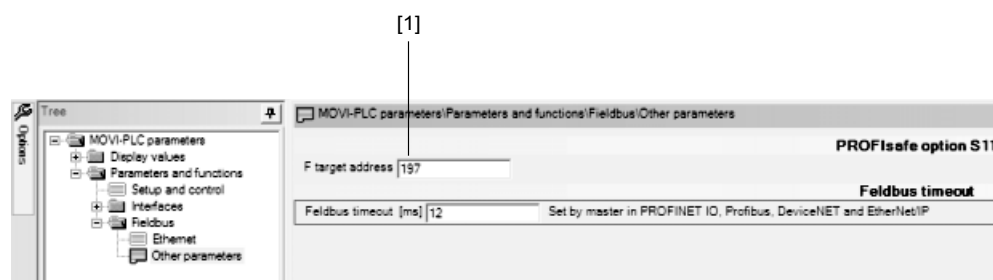 [1]
Options
Tree
MOVI-PLC parameters
Display values
Parameters and functions
Setup and control
Interfaces
Fieldbus
Ethernet
Other parameters
MOVI-PLC parameters\Parameters and functions\Fieldbus\Other parameters
PROFIsafe option S11
F target address 197
Feldbus timeout
Feldbus timeout [ms] 12 Set by master in PROFINET IO, Profibus, DeviceNET and EtherNet/IP